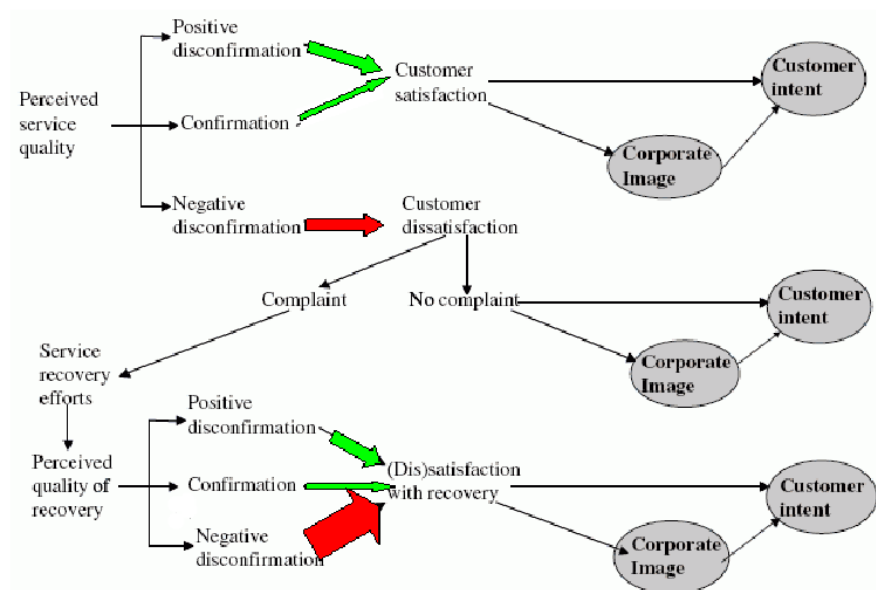 Positive
disconfirmation
Customer
satisfaction
Customer
intent
Perceived
service
quality
Confirmation
Corporate
Image
Negative
disconfirmation
Customer
dissatisfaction
Complaint
No complaint
Customer
intent
Corporate
Image
Service
recovery
efforts
Positive
disconfirmation
Perceived
quality of
recovery
Confirmation
(Dis)satisfaction
with recovery
Customer
intent
Negative
disconfirmation
Corporate
Image